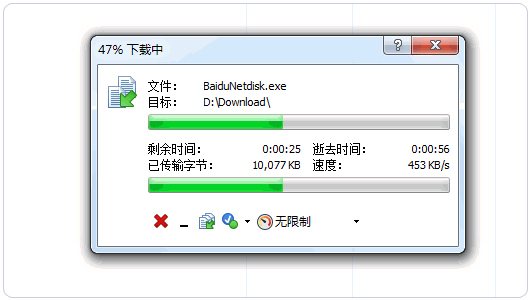 47% 下载中
文件： BaiduNetdisk.exe
目标： D:\Download\
剩余时间： 0:00:25 逝去时间： 0:00:56
已传输字节： 10,077 KB 速度： 453 KB/s
无限制